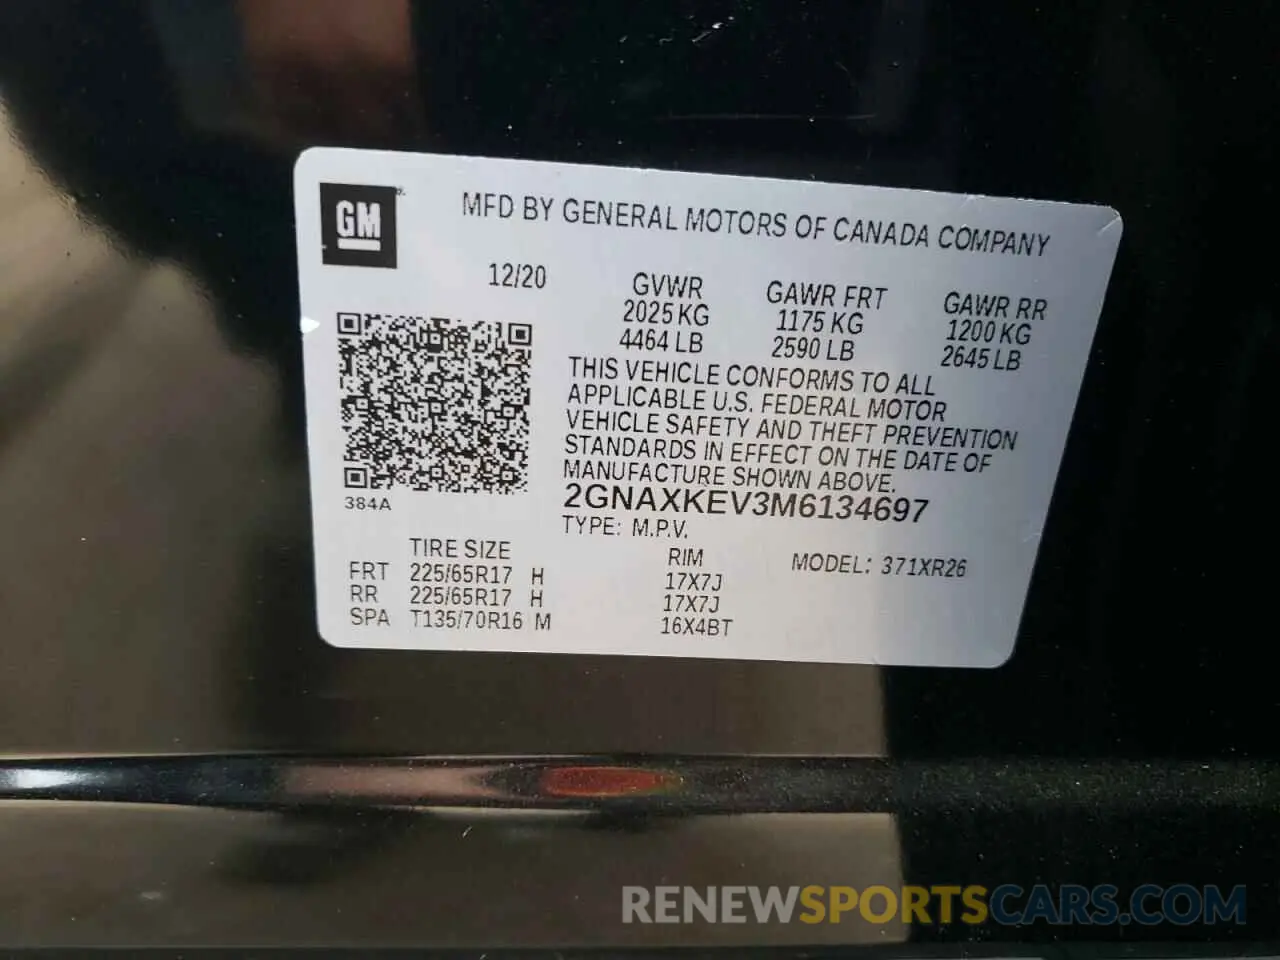 GM
MFD BY GENERAL MOTORS OF CANADA COMPANY
12/20
GVWR GAWR FRT GAWR RR
2025 KG 1175 KG 1200 KG
4464 LB 2590 LB 2645 LB
THIS VEHICLE CONFORMS TO ALL
APPLICABLE U.S. FEDERAL MOTOR
VEHICLE SAFETY AND THEFT PREVENTION
STANDARDS IN EFFECT ON THE DATE OF
MANUFACTURE SHOWN ABOVE.
384A
2GNAXKEV3M6134697
TYPE: M.P.V.
TIRE SIZE RIM MODEL: 371XR26
FRT 225/65R17 H 17X7J
RR 225/65R17 H 17X7J
SPA T135/70R16 M 16X4BT
RENEWSPORTSCARS.COM